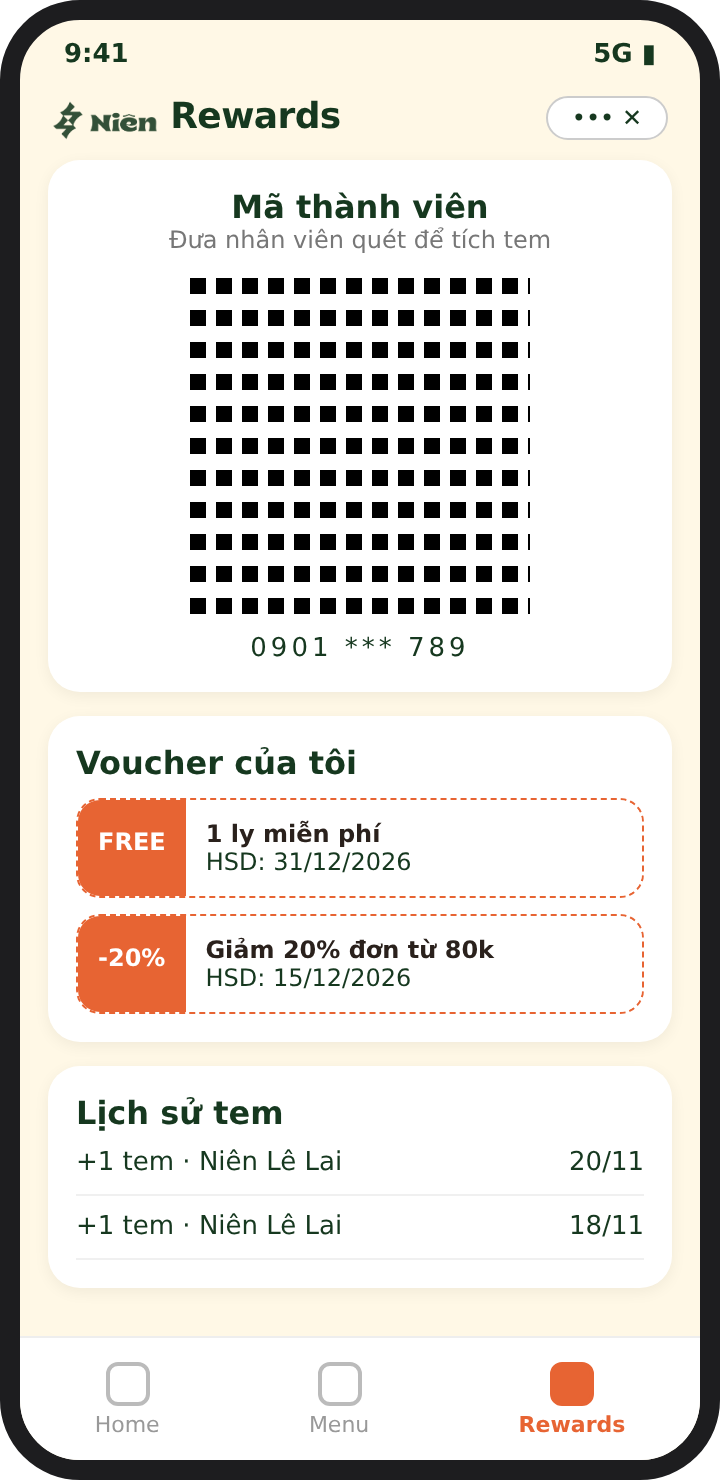 9:41 5G
Niên Rewards ••• ✕
Mã thành viên
Đưa nhân viên quét để tích tem
0901 *** 789
Voucher của tôi
FREE
1 ly miễn phí
HSD: 31/12/2026
-20%
Giảm 20% đơn từ 80k
HSD: 15/12/2026
Lịch sử tem
+1 tem · Niên Lê Lai 20/11
+1 tem · Niên Lê Lai 18/11
Home Menu Rewards